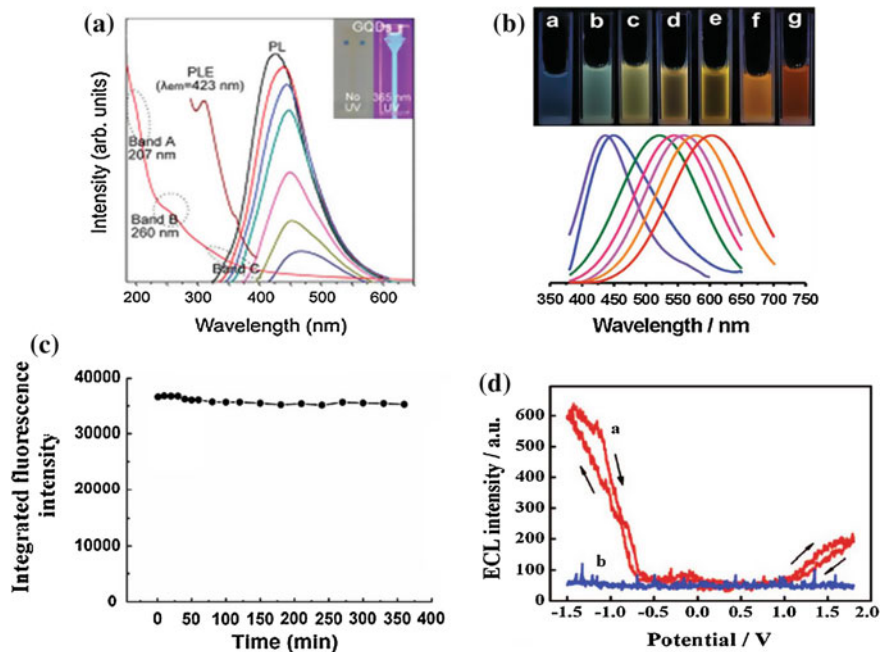 (a)
PL
GQDs
PLE
(λem=423 nm)
No
UV
365 nm
UV
Band A
207 nm
Band B
260 nm
Band C
Intensity (arb. units)
200 300 400 500 600
Wavelength (nm)
(b)
a b c d e f g
350 400 450 500 550 600 650 700 750
Wavelength / nm
(c)
40000
30000
20000
10000
0
Integrated fluorescence
intensity
0 50 100 150 200 250 300 350 400
Time (min)
(d)
600
500
400
300
200
100
0
ECL intensity / a.u.
a
b
-1.5 -1.0 -0.5 0.0 0.5 1.0 1.5 2.0
Potential / V